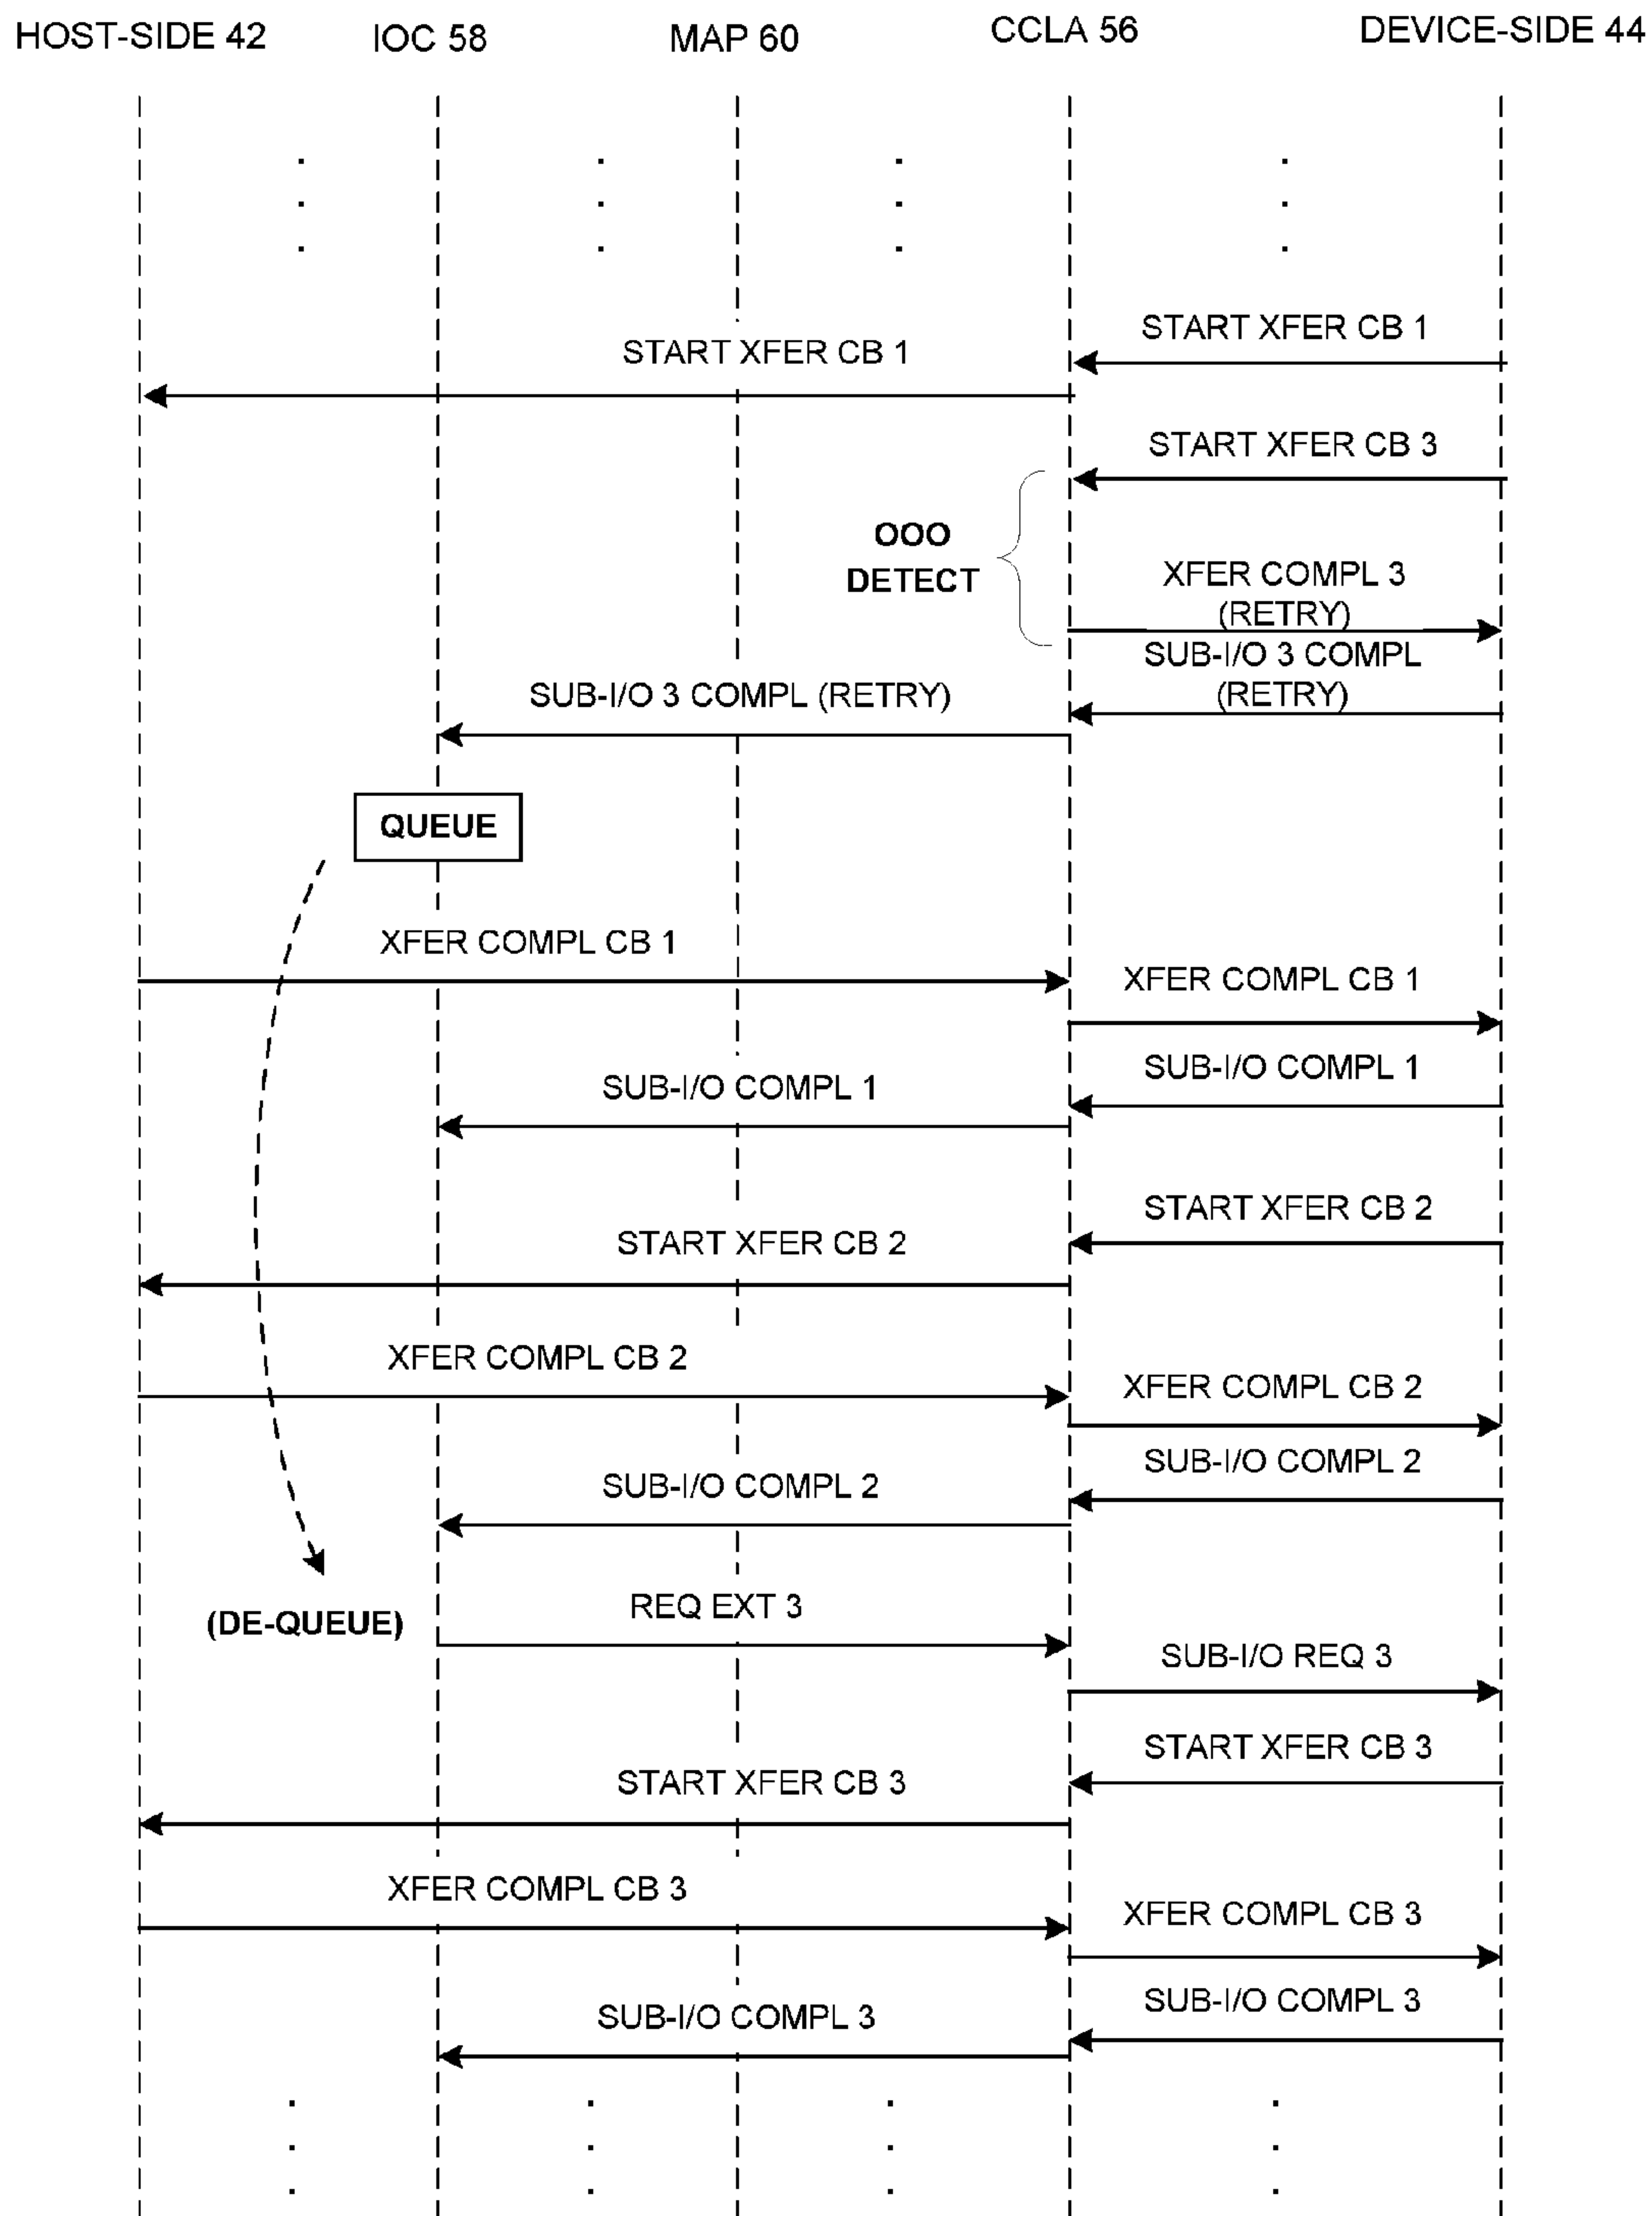 HOST-SIDE 42
IOC 58
MAP 60
CCLA 56
DEVICE-SIDE 44
START XFER CB 1
START XFER CB 1
START XFER CB 3
OOO
DETECT
XFER COMPL 3
(RETRY)
SUB-I/O 3 COMPL
(RETRY)
SUB-I/O 3 COMPL (RETRY)
QUEUE
XFER COMPL CB 1
XFER COMPL CB 1
SUB-I/O COMPL 1
SUB-I/O COMPL 1
START XFER CB 2
START XFER CB 2
XFER COMPL CB 2
XFER COMPL CB 2
SUB-I/O COMPL 2
SUB-I/O COMPL 2
(DE-QUEUE)
REQ EXT 3
SUB-I/O REQ 3
START XFER CB 3
START XFER CB 3
XFER COMPL CB 3
XFER COMPL CB 3
SUB-I/O COMPL 3
SUB-I/O COMPL 3